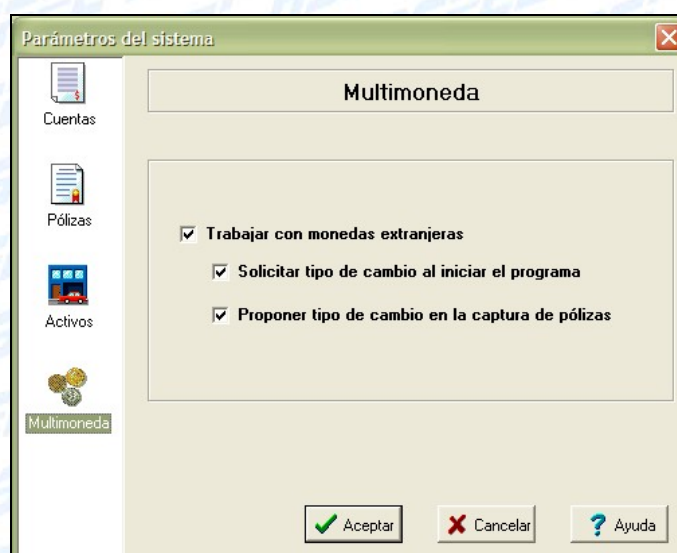 Parámetros del sistema
Cuentas
Pólizas
Activos
Multimoneda
Multimoneda
Trabajar con monedas extranjeras
Solicitar tipo de cambio al iniciar el programa
Proponer tipo de cambio en la captura de pólizas
Aceptar
Cancelar
Ayuda